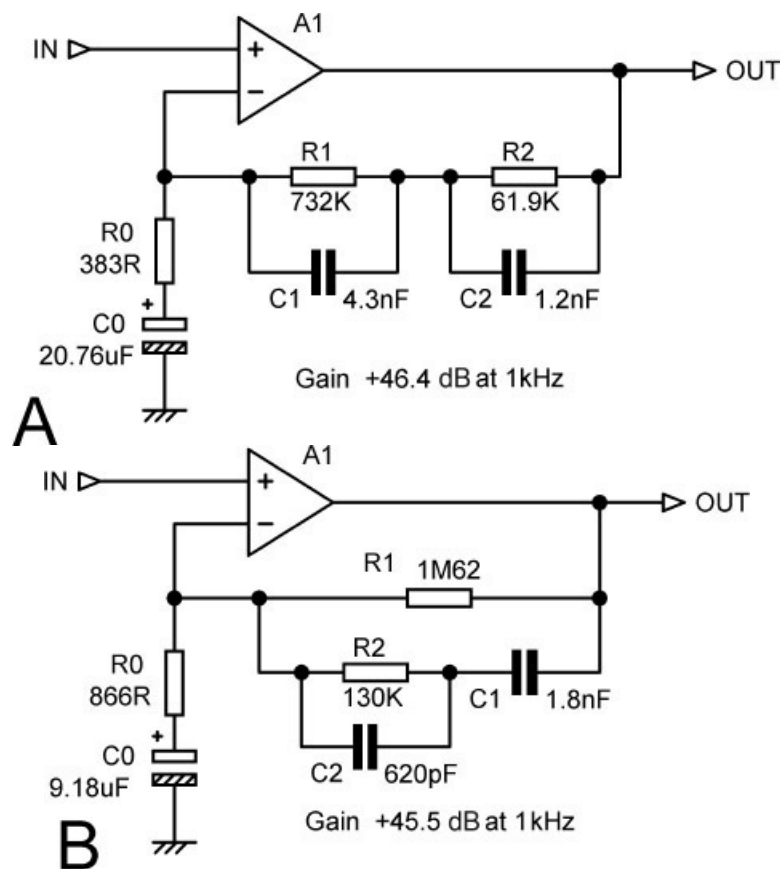 A1
IN
+
−
OUT
R1
732K
R2
61.9K
R0
383R
C1
4.3nF
C2
1.2nF
+
C0
20.76uF
Gain +46.4 dB at 1kHz
A
A1
IN
+
−
OUT
R1
1M62
R0
866R
R2
130K
C1
1.8nF
+
C0
9.18uF
C2
620pF
Gain +45.5 dB at 1kHz
B